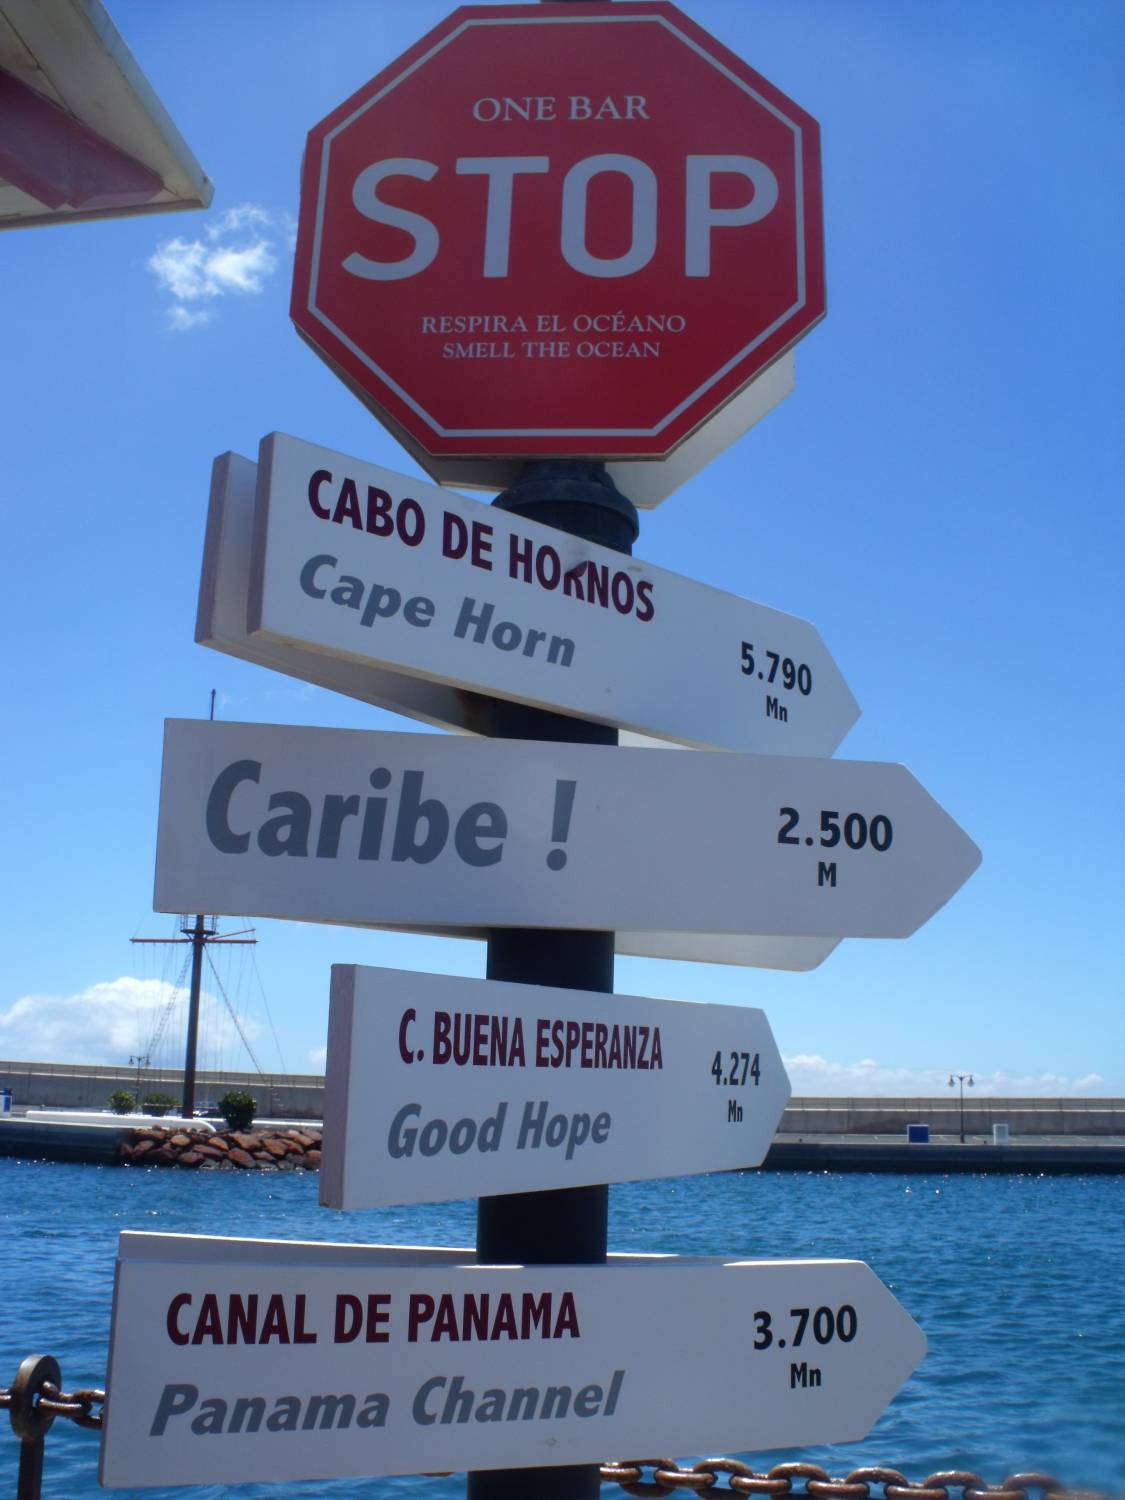 ONE BAR
STOP
RESPIRA EL OCÉANO
SMELL THE OCEAN
CABO DE HORNOS
Cape Horn
5.790
Mn
Caribe !
2.500
M
C. BUENA ESPERANZA
Good Hope
4.274
Mn
CANAL DE PANAMA
Panama Channel
3.700
Mn